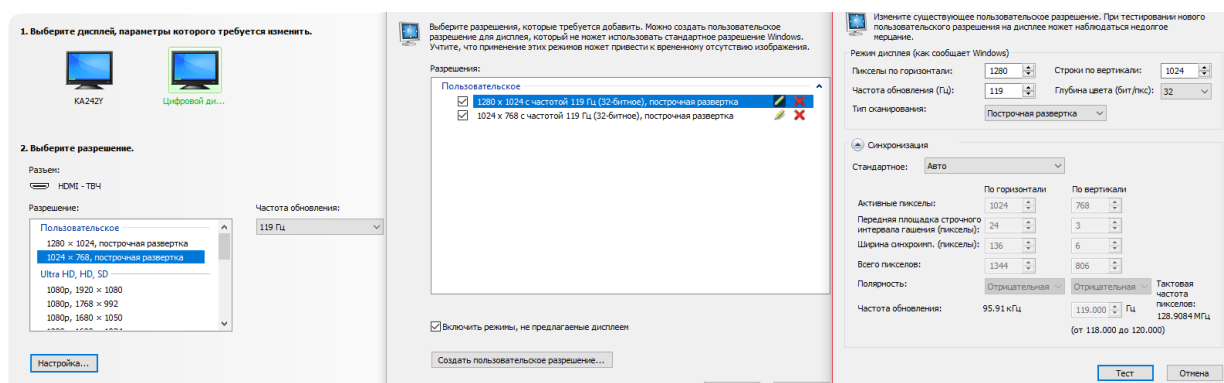 1. Выберите дисплей, параметры которого требуется изменить.
KA242Y
Цифровой ди...
2. Выберите разрешение.
Разъем:
HDMI - ТВЧ
Разрешение:
Частота обновления:
Пользовательское
1280 × 1024, построчная развертка
1024 × 768, построчная развертка
Ultra HD, HD, SD
1080p, 1920 × 1080
1080p, 1768 × 992
1080p, 1680 × 1050
119 Гц
Настройка...
Выберите разрешения, которые требуется добавить. Можно создать пользовательское
разрешение для дисплея, который не может использовать стандартное разрешение Windows.
Учтите, что применение этих режимов может привести к временному отсутствию изображения.
Разрешения:
Пользовательское
1280 x 1024 с частотой 119 Гц (32-битное), построчная развертка
1024 x 768 с частотой 119 Гц (32-битное), построчная развертка
Включить режимы, не предлагаемые дисплеем
Создать пользовательское разрешение...
Измените существующее пользовательское разрешение. При тестировании нового
пользовательского разрешения на дисплее может наблюдаться недолгое
мерцание.
Режим дисплея (как сообщает Windows)
Пикселы по горизонтали: 1280 Строки по вертикали: 1024
Частота обновления (Гц): 119 Глубина цвета (бит/пкс): 32
Тип сканирования: Построчная развертка
Синхронизация
Стандартное: Авто
По горизонтали По вертикали
Активные пикселы: 1024 768
Передняя площадка строчного
интервала гашения (пикселы): 24 3
Ширина синхроимп. (пикселы): 136 6
Всего пикселов: 1344 806
Полярность: Отрицательная Отрицательная
Частота обновления: 95.91 кГц 119.000 Гц
(от 118.000 до 120.000)
Тактовая
частота
пикселов:
128.9084 МГц
Тест Отмена